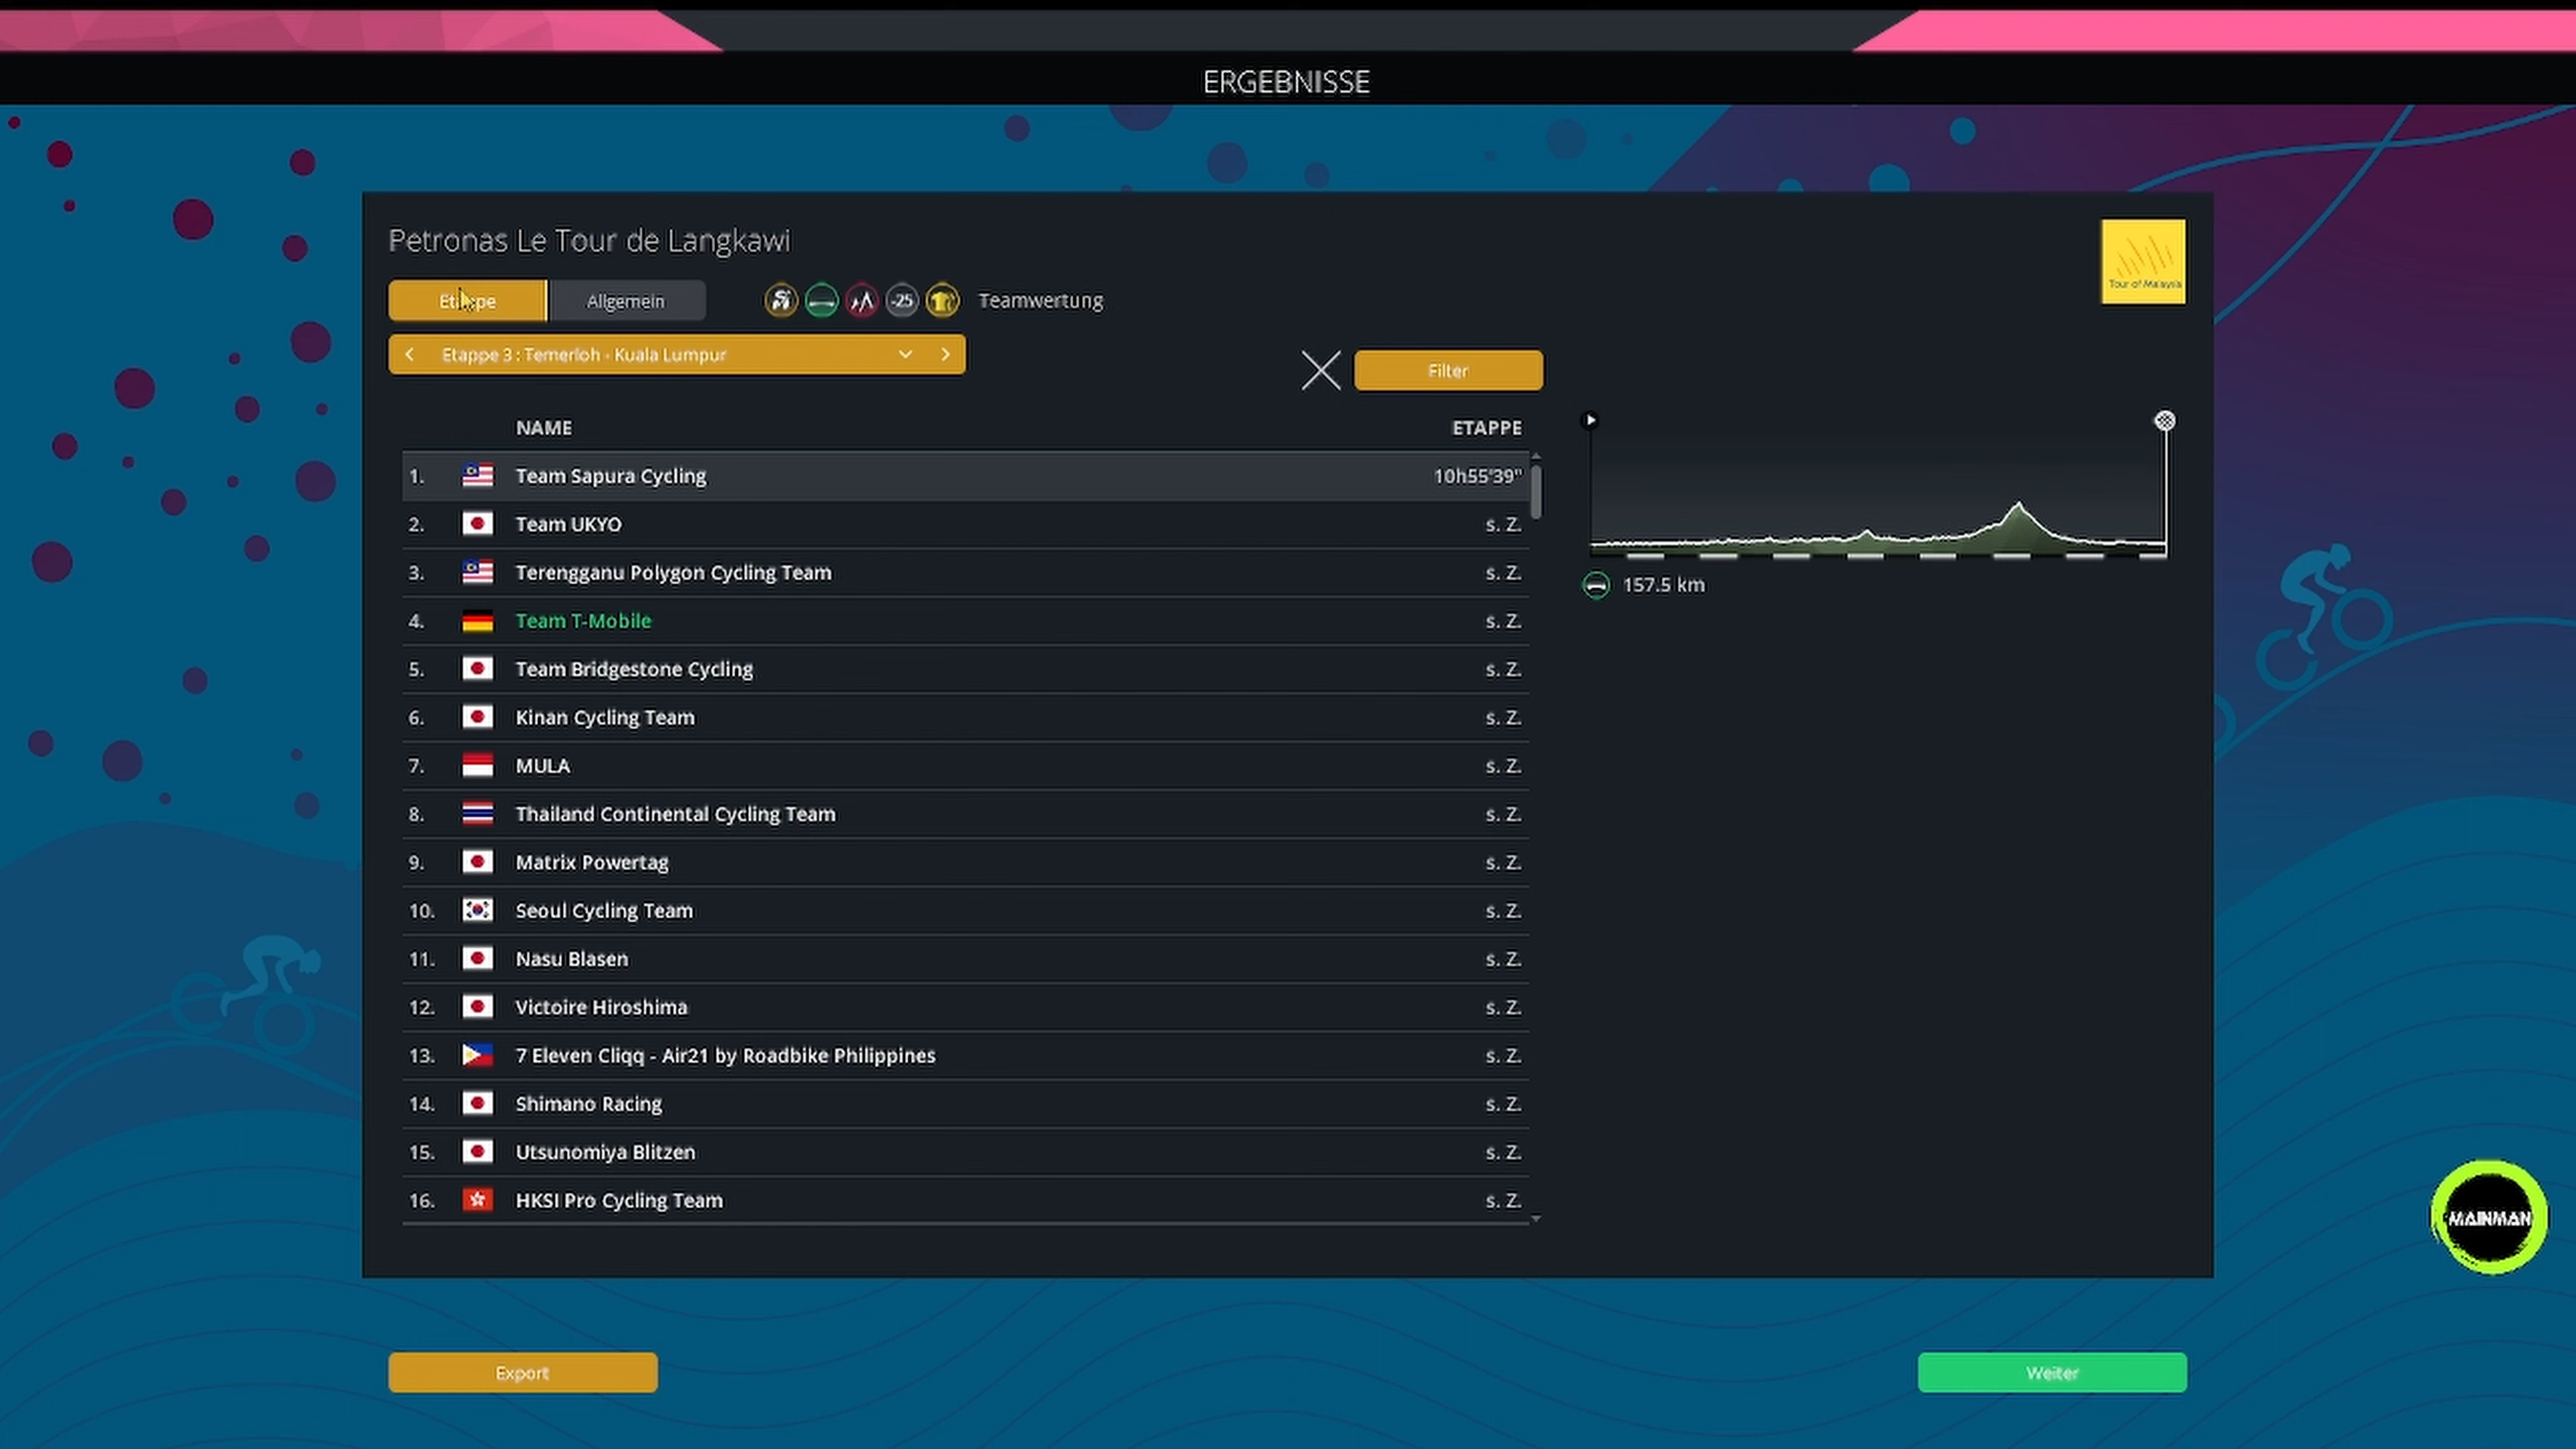 ERGEBNISSE
Petronas Le Tour de Langkawi
Tour of Malaysia
Etappe
Allgemein
-25
Teamwertung
Etappe 3 : Temerloh - Kuala Lumpur
Filter
NAME ETAPPE
1. Team Sapura Cycling 10h55'39"
2. Team UKYO s. Z.
3. Terengganu Polygon Cycling Team s. Z.
4. Team T-Mobile s. Z.
5. Team Bridgestone Cycling s. Z.
6. Kinan Cycling Team s. Z.
7. MULA s. Z.
8. Thailand Continental Cycling Team s. Z.
9. Matrix Powertag s. Z.
10. Seoul Cycling Team s. Z.
11. Nasu Blasen s. Z.
12. Victoire Hiroshima s. Z.
13. 7 Eleven Cliqq - Air21 by Roadbike Philippines s. Z.
14. Shimano Racing s. Z.
15. Utsunomiya Blitzen s. Z.
16. HKSI Pro Cycling Team s. Z.
157.5 km
MAINMAN
Export
Weiter